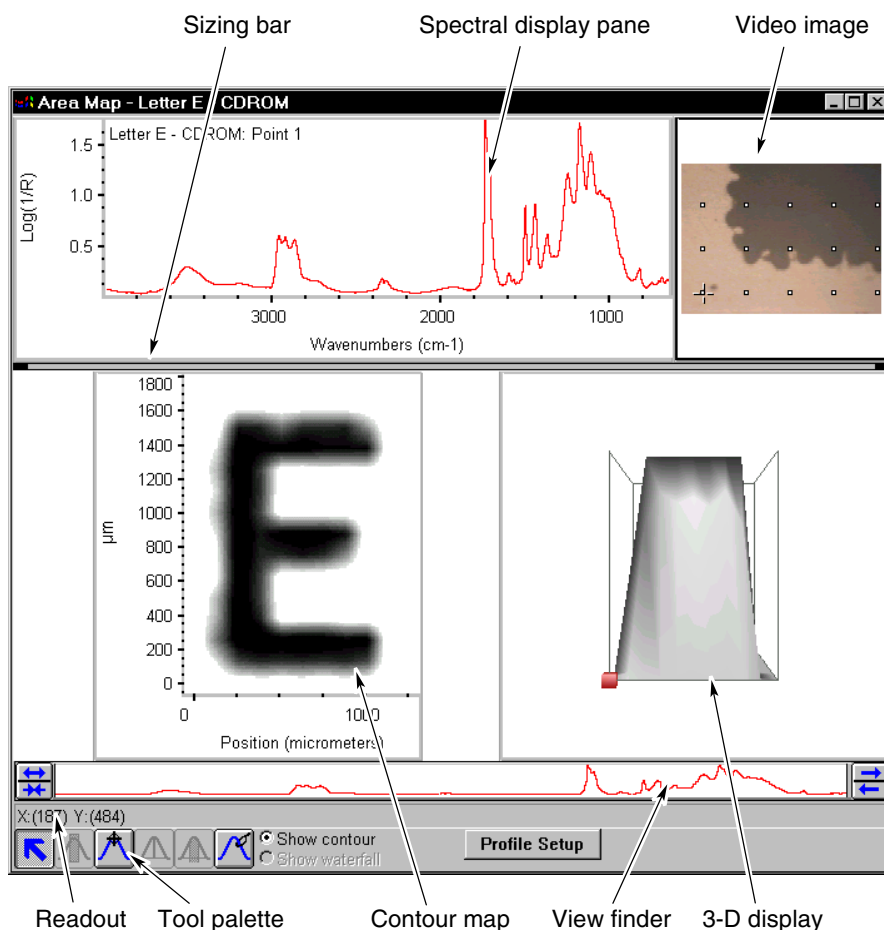 Sizing bar
Spectral display pane
Video image
Area Map - Letter E - CDROM
Letter E - CDROM: Point 1
Log(1/R)
1.5
1.0
0.5
3000 2000 1000
Wavenumbers (cm-1)
µm
1800
1600
1400
1200
1000
800
600
400
200
0
0 1000
Position (micrometers)
E
X:(187) Y:(484)
Show contour
Show waterfall
Profile Setup
Readout
Tool palette
Contour map
View finder
3-D display